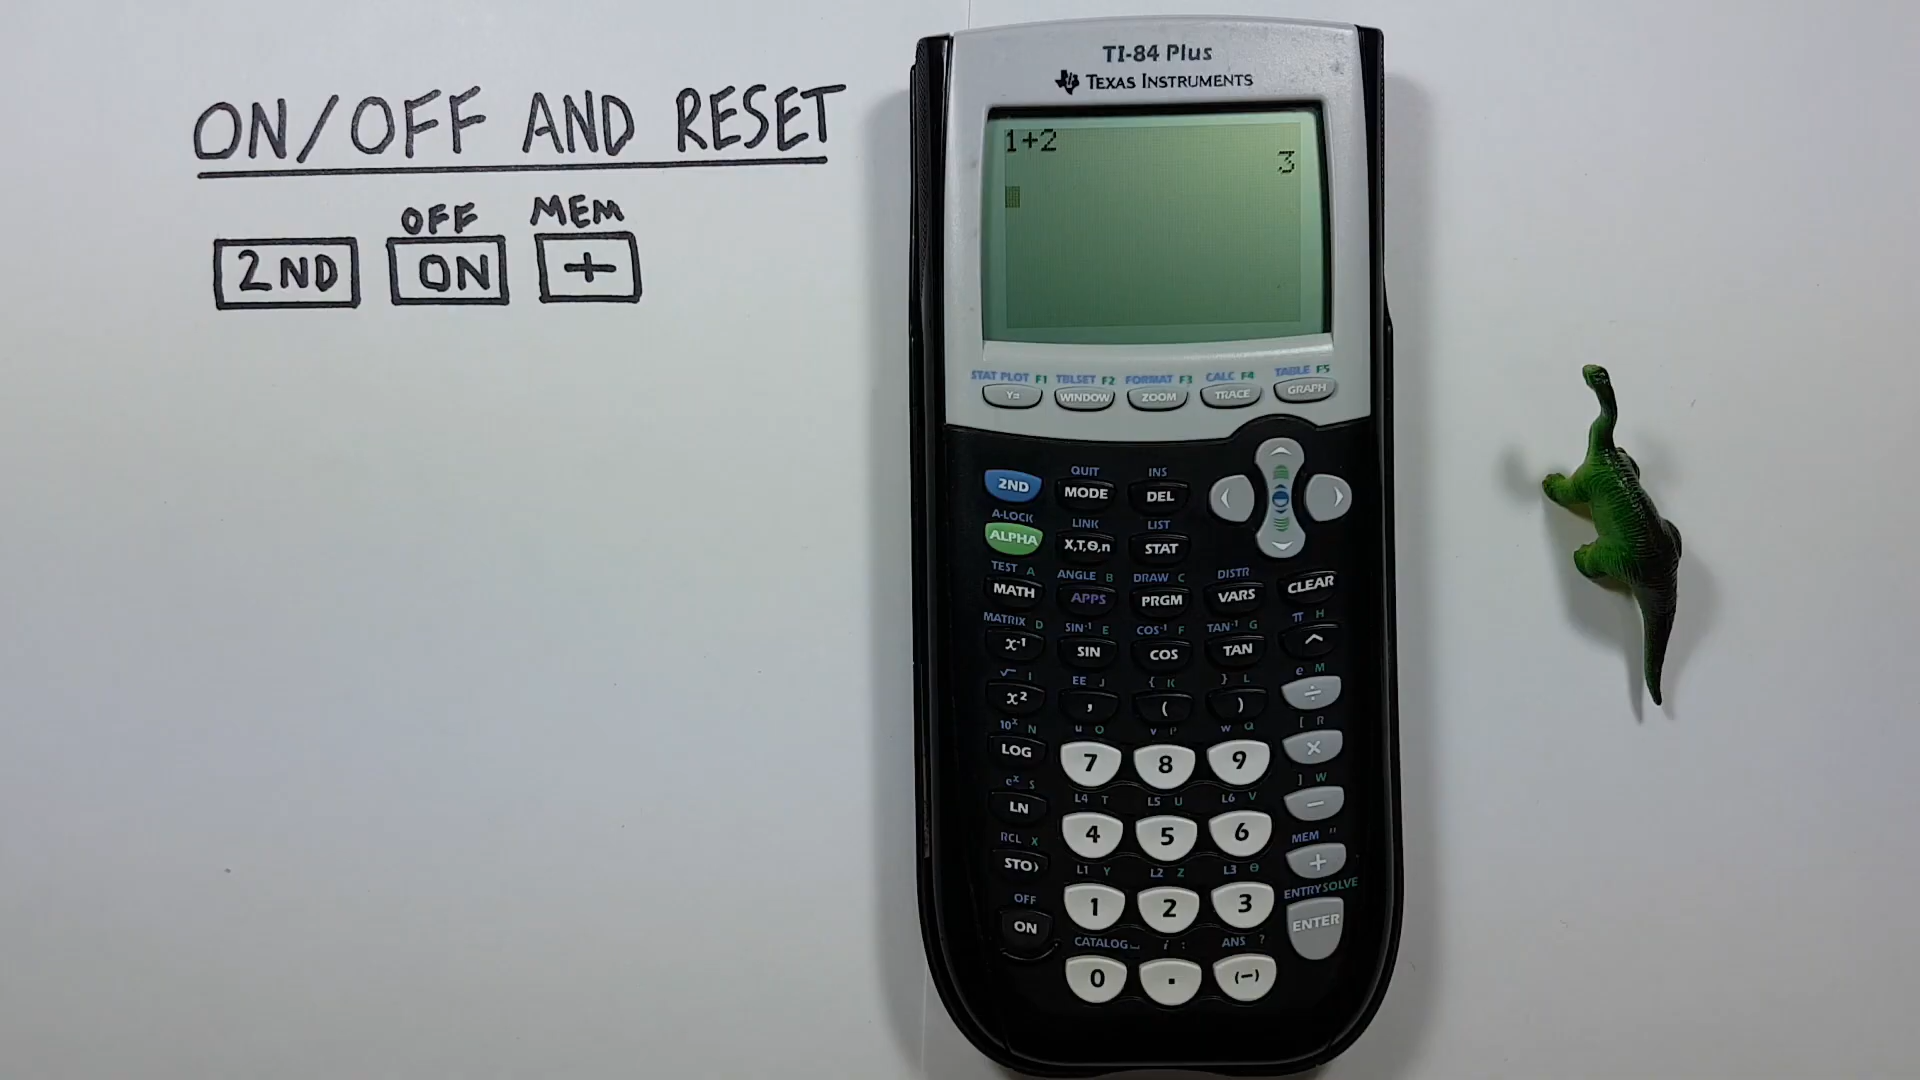 ON/OFF AND RESET
OFF MEM
2ND ON +
TI-84 Plus
TEXAS INSTRUMENTS
1+2
3
STAT PLOT F1 TBLSET F2 FORMAT F3 CALC F4 TABLE F5
Y= WINDOW ZOOM TRACE GRAPH
QUIT INS
2ND MODE DEL
A-LOCK LINK LIST
ALPHA X,T,Θ,n STAT
TEST A ANGLE B DRAW C DISTR
MATH APPS PRGM VARS CLEAR
MATRIX D SIN⁻¹ E COS⁻¹ F TAN⁻¹ G π H
x⁻¹ SIN COS TAN ^
√ I EE J { K } L e M
x² , ( ) ÷
10ˣ N u O v P w Q [ R
LOG 7 8 9 ×
eˣ S L4 T L5 U L6 V ] W
LN 4 5 6 −
RCL X L1 Y L2 Z L3 Θ MEM "
STO› 1 2 3 +
OFF ENTRY SOLVE
ON ENTER
CATALOG ⎵ i : ANS ?
0 . (−)